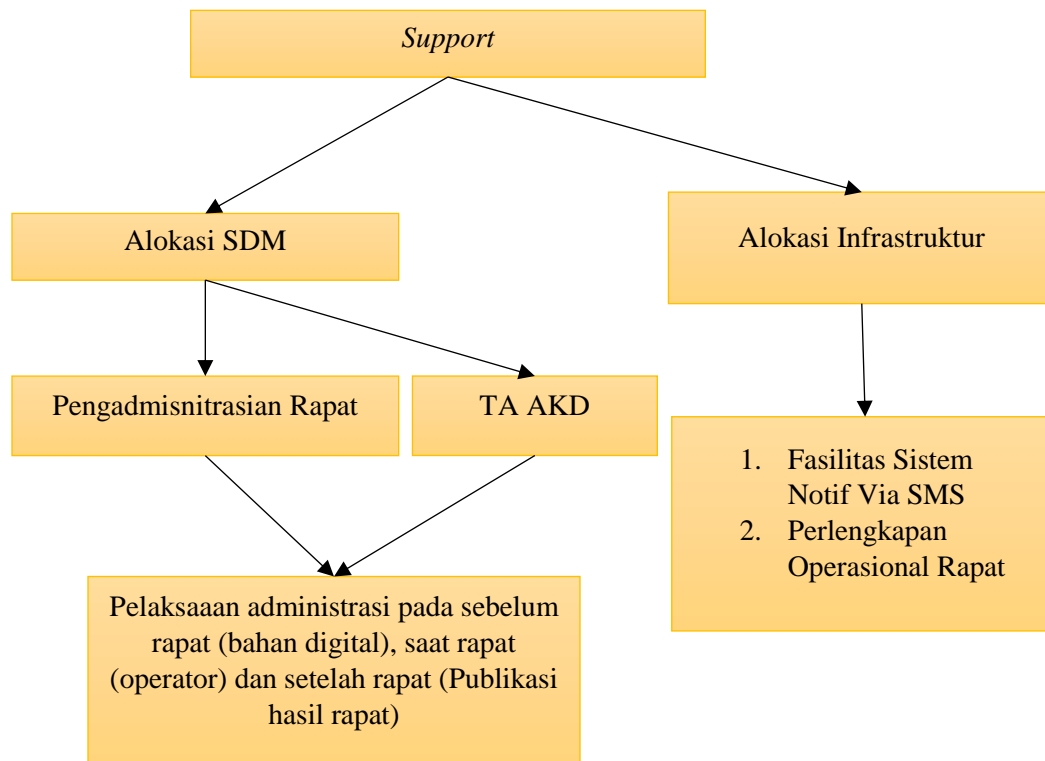 Support
Alokasi SDM
Alokasi Infrastruktur
Pengadmisnitrasian Rapat
TA AKD
1. Fasilitas Sistem
Notif Via SMS
2. Perlengkapan
Operasional Rapat
Pelaksaaan administrasi pada sebelum
rapat (bahan digital), saat rapat
(operator) dan setelah rapat (Publikasi
hasil rapat)